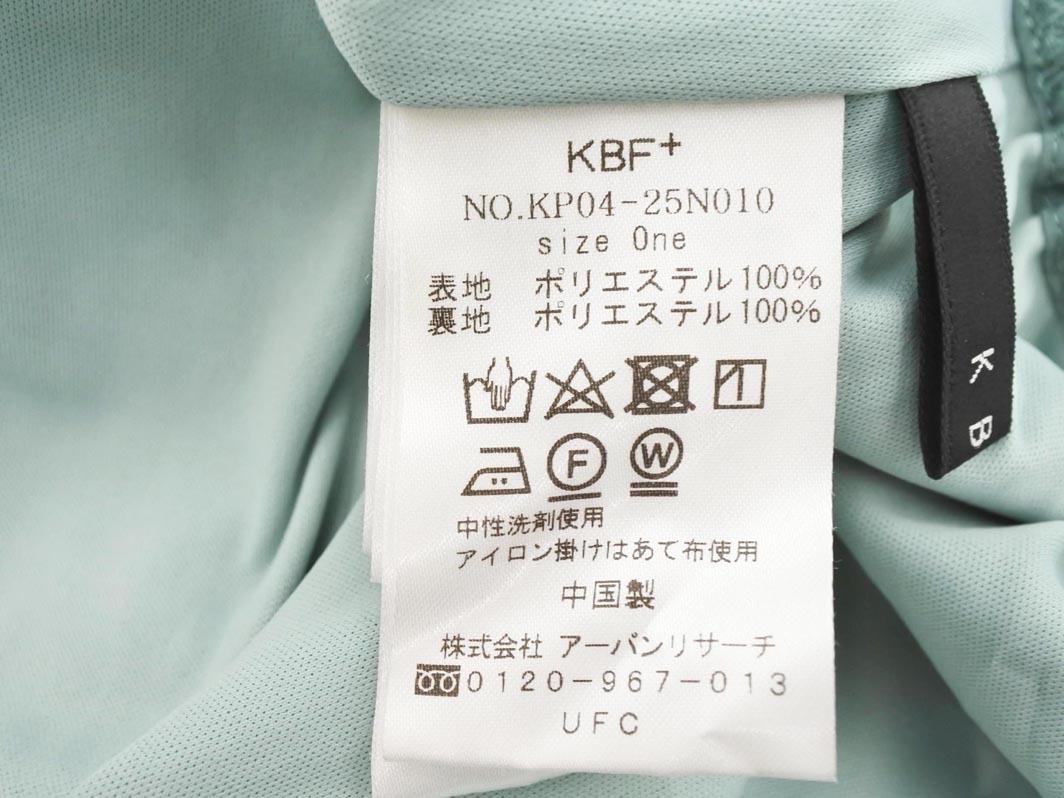 KBF+
NO.KP04-25N010
size One
表地 ポリエステル100%
裏地 ポリエステル100%
F W
中性洗剤使用
アイロン掛けはあて布使用
中国製
株式会社 アーバンリサーチ
0120-967-013
UFC
K B